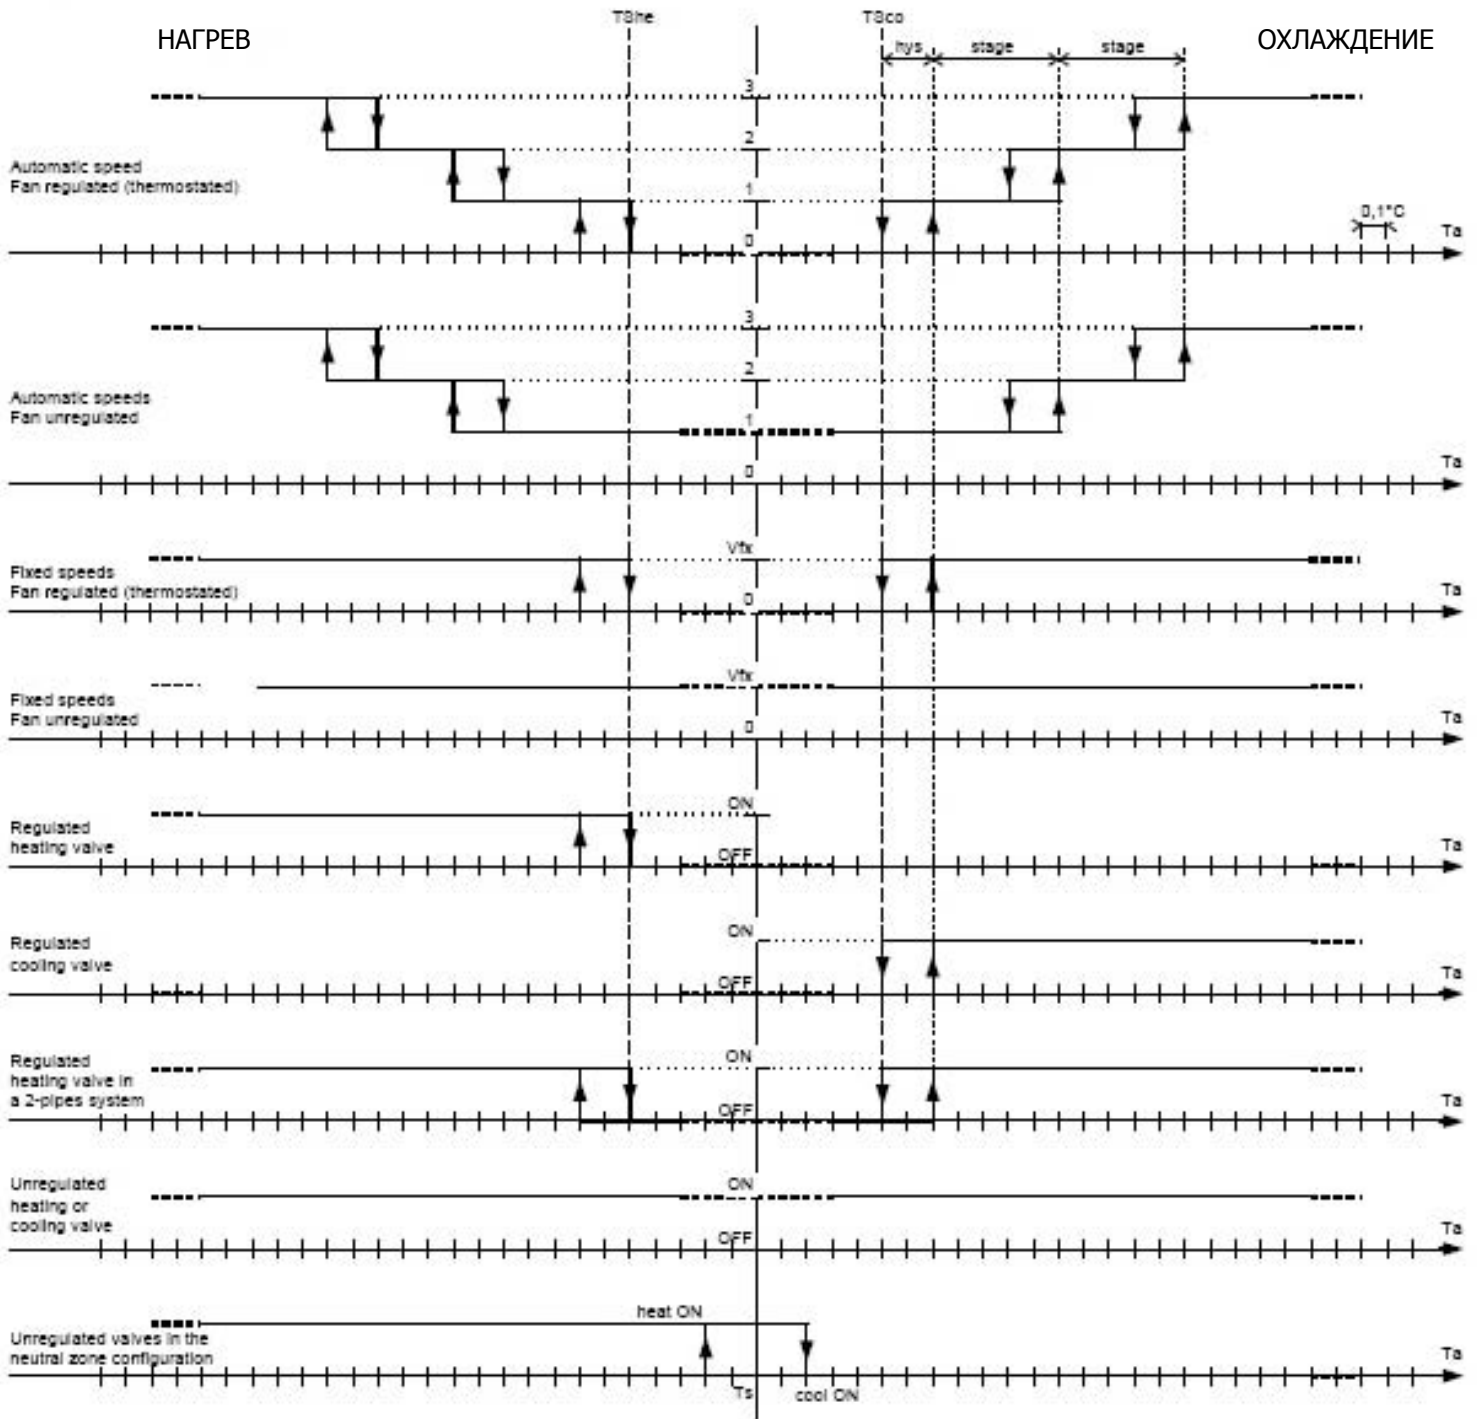 TShe
TSco
НАГРЕВ
ОХЛАЖДЕНИЕ
hys
stage
stage
3
2
1
0
Automatic speed
Fan regulated (thermostated)
0,1°C
Ta
3
2
1
0
Automatic speeds
Fan unregulated
Ta
Vfx
0
Fixed speeds
Fan regulated (thermostated)
Ta
Vfx
0
Fixed speeds
Fan unregulated
Ta
ON
OFF
Regulated
heating valve
Ta
ON
OFF
Regulated
cooling valve
Ta
ON
OFF
Regulated
heating valve in
a 2-pipes system
Ta
ON
OFF
Unregulated
heating or
cooling valve
Ta
heat ON
Unregulated valves in the
neutral zone configuration
Ta
Ts
cool ON